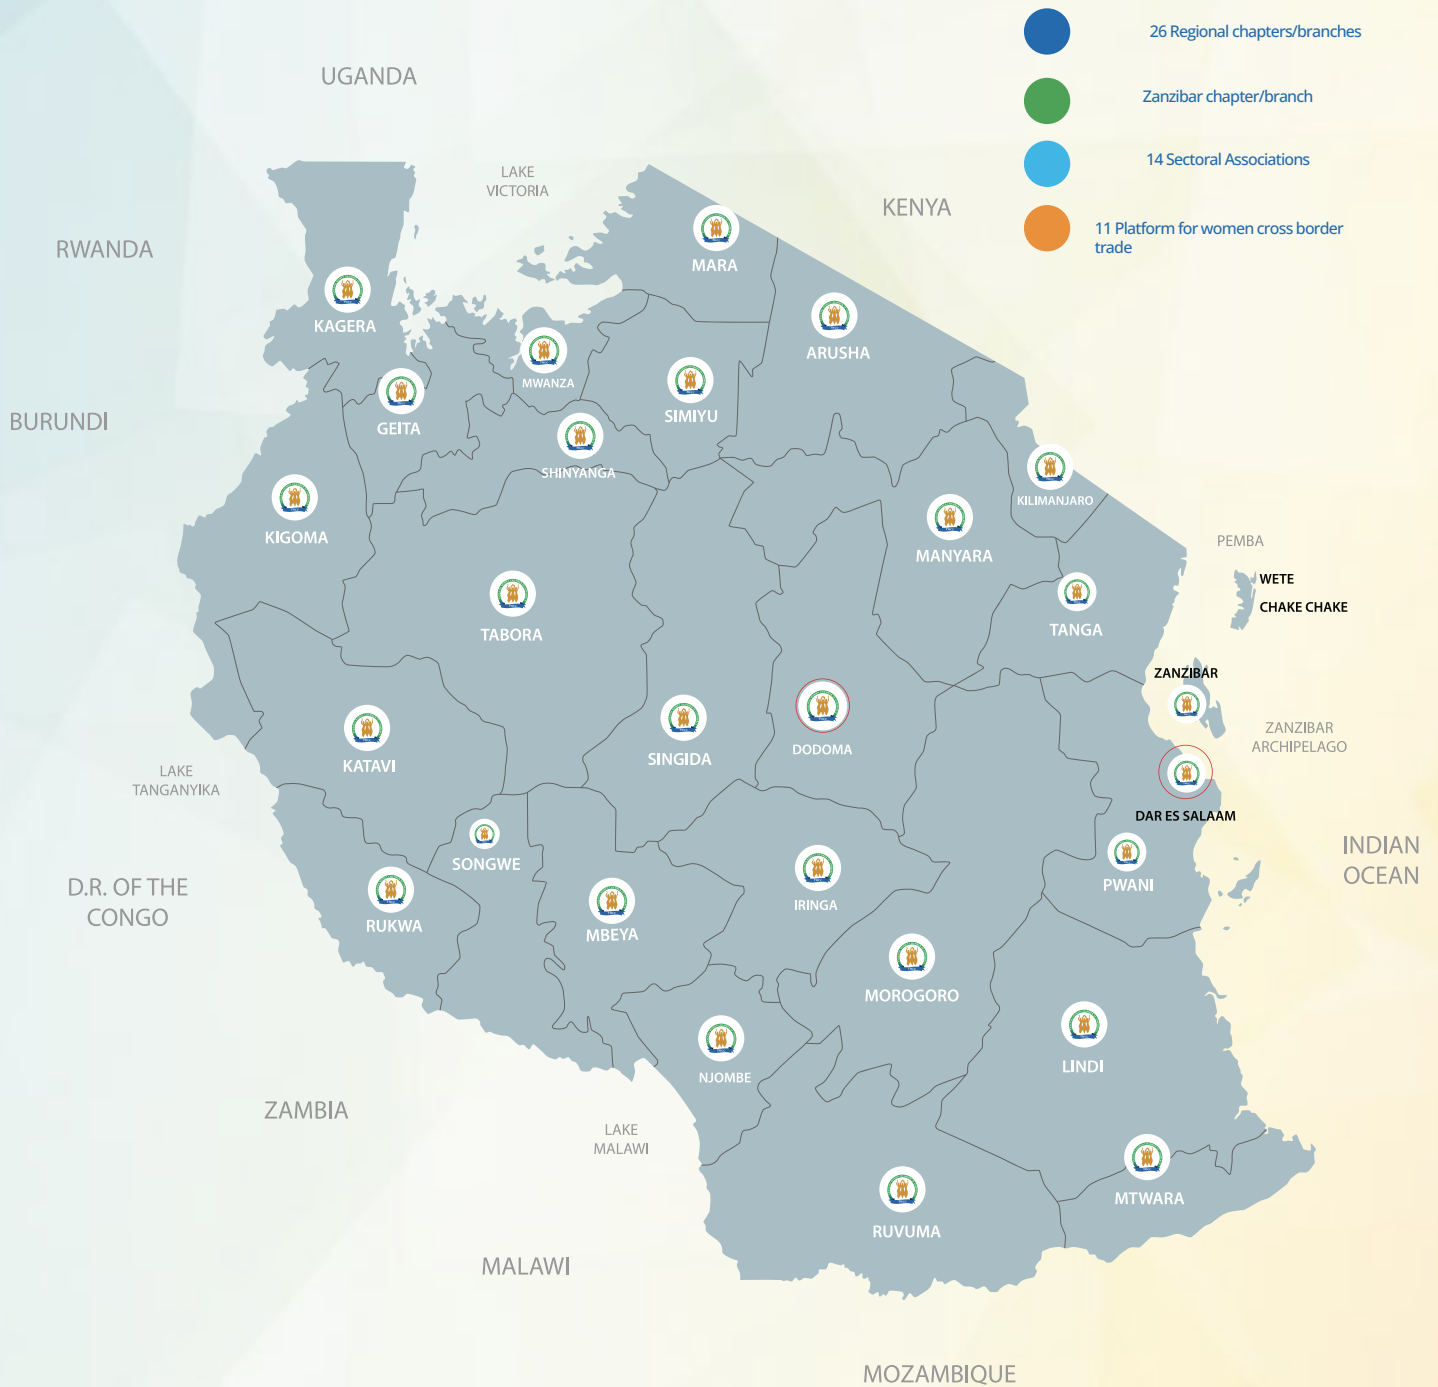 26 Regional chapters/branches
Zanzibar chapter/branch
14 Sectoral Associations
11 Platform for women cross border
trade
UGANDA
LAKE
VICTORIA
KENYA
RWANDA
MARA
KAGERA
ARUSHA
MWANZA
SIMIYU
GEITA
BURUNDI
SHINYANGA
KILIMANJARO
KIGOMA
MANYARA
PEMBA
WETE
CHAKE CHAKE
TABORA
TANGA
ZANZIBAR
ZANZIBAR
ARCHIPELAGO
DODOMA
SINGIDA
KATAVI
LAKE
TANGANYIKA
DAR ES SALAAM
INDIAN
OCEAN
SONGWE
PWANI
D.R. OF THE
CONGO
IRINGA
RUKWA
MBEYA
MOROGORO
LINDI
NJOMBE
ZAMBIA
LAKE
MALAWI
MTWARA
RUVUMA
MALAWI
MOZAMBIQUE